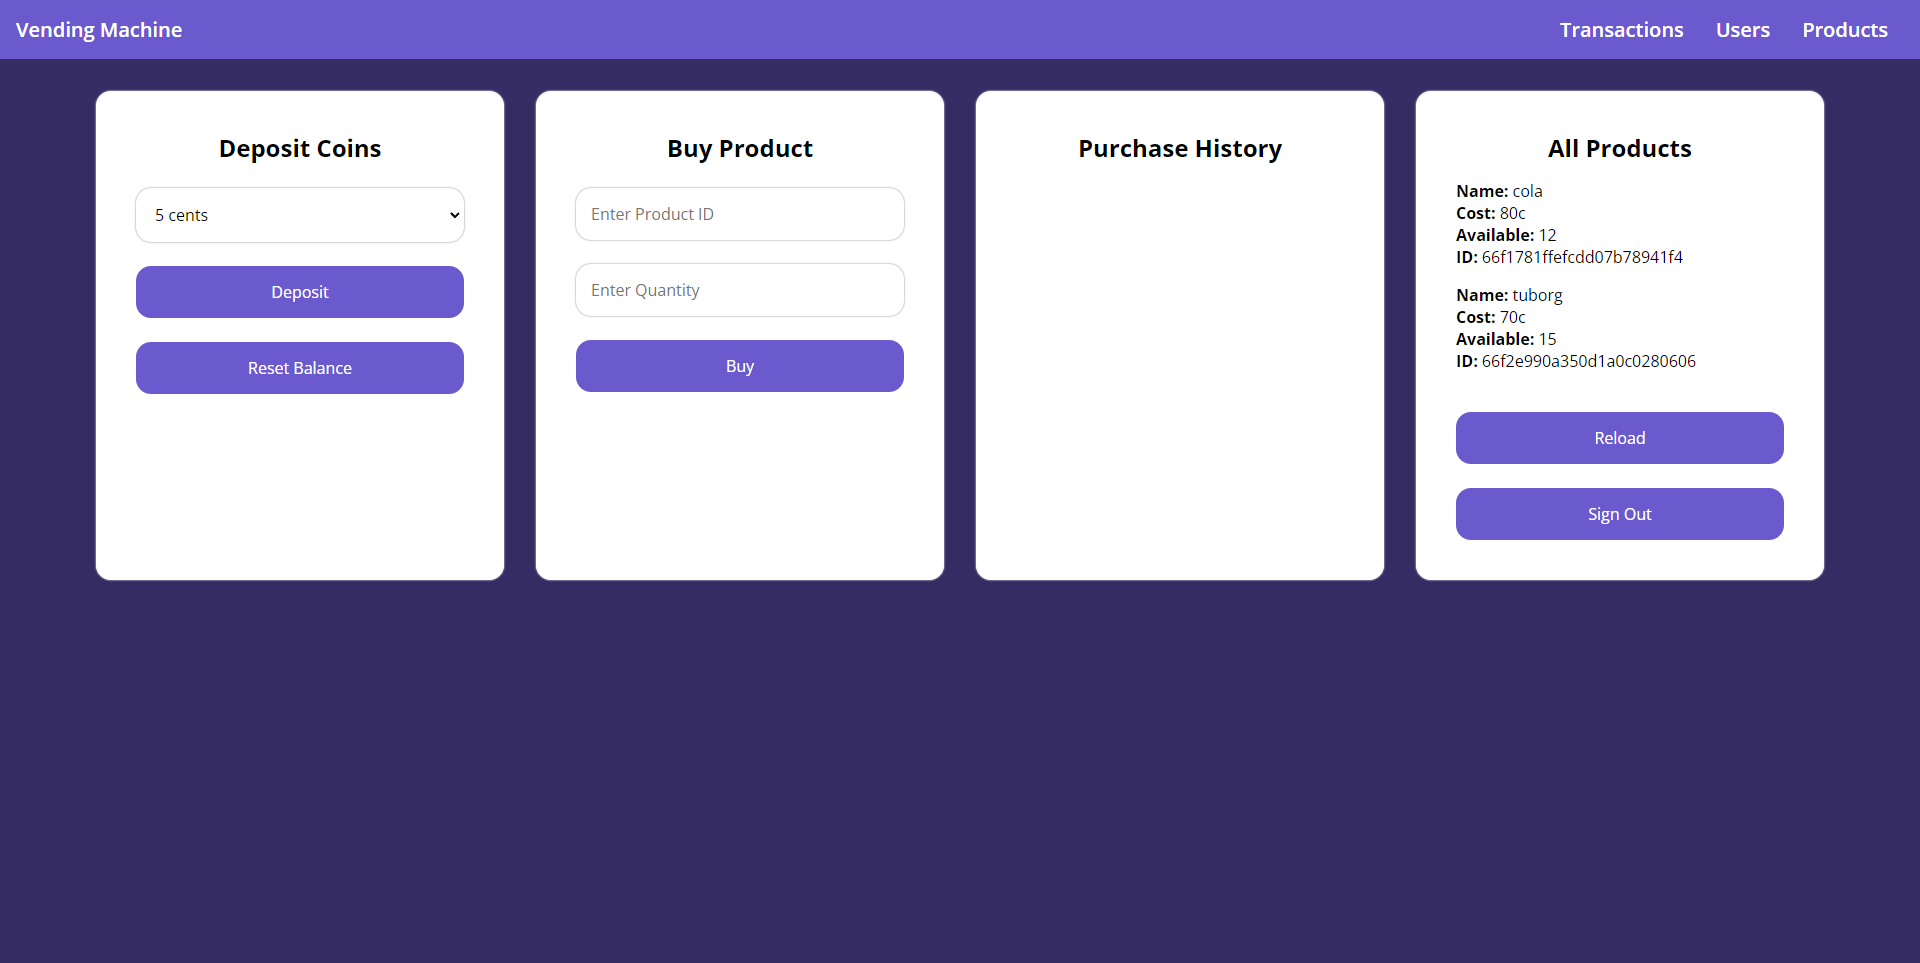 Vending Machine
Transactions
Users
Products
Deposit Coins
5 cents
Deposit
Reset Balance
Buy Product
Enter Product ID
Enter Quantity
Buy
Purchase History
All Products
Name: cola
Cost: 80c
Available: 12
ID: 66f1781ffefcdd07b78941f4
Name: tuborg
Cost: 70c
Available: 15
ID: 66f2e990a350d1a0c0280606
Reload
Sign Out